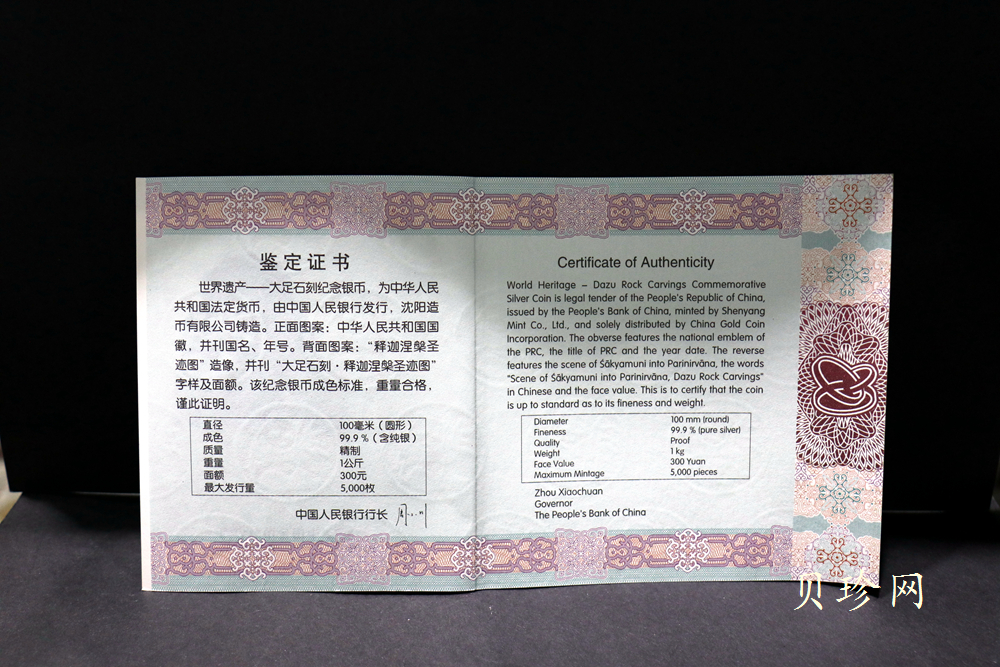 鉴定证书
世界遗产——大足石刻纪念银币，为中华人民
共和国法定货币，由中国人民银行发行，沈阳造
币有限公司铸造。正面图案：中华人民共和国国
徽，并刊国名、年号。背面图案：“释迦涅槃圣
迹图”造像，并刊“大足石刻·释迦涅槃圣迹图”
字样及面额。该纪念银币成色标准，重量合格，
谨此证明。
直径 100毫米（圆形）
成色 99.9％（含纯银）
质量 精制
重量 1公斤
面额 300元
最大发行量 5,000枚
中国人民银行行长
Certificate of Authenticity
World Heritage – Dazu Rock Carvings Commemorative
Silver Coin is legal tender of the People's Republic of China,
issued by the People's Bank of China, minted by Shenyang
Mint Co., Ltd., and solely distributed by China Gold Coin
Incorporation. The obverse features the national emblem of
the PRC, the title of PRC and the year date. The reverse
features the scene of Śākyamuni into Parinirvāna, the words
"Scene of Śākyamuni into Parinirvāna, Dazu Rock Carvings"
in Chinese and the face value. This is to certify that the coin
is up to standard as to its fineness and weight.
Diameter 100 mm (round)
Fineness 99.9 % (pure silver)
Quality Proof
Weight 1 kg
Face Value 300 Yuan
Maximum Mintage 5,000 pieces
Zhou Xiaochuan
Governor
The People's Bank of China
贝珍网